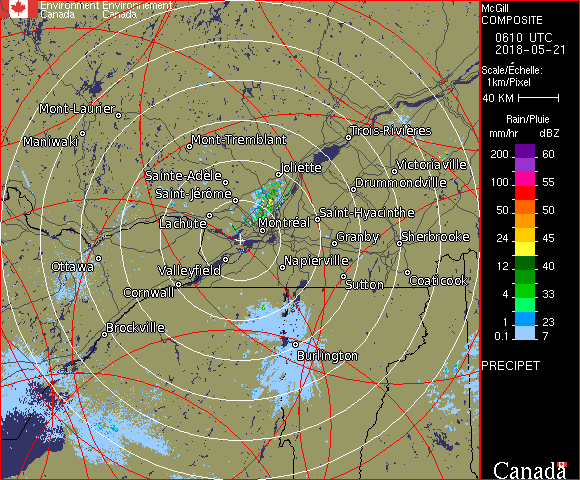 Environment Environnement
Canada Canada
McGill
COMPOSITE
0610 UTC
2018-05-21
Scale/Échelle:
1km/Pixel
40 KM
Rain/Pluie
mm/hr dBZ
200 60
100 55
50 50
24 45
12 40
4 33
1 23
0.1 7
PRECIPET
Mont-Laurier
Maniwaki
Mont-Tremblant
Trois-Rivières
Joliette
Victoriaville
Sainte-Adèle
Drummondville
Saint-Jérôme
Saint-Hyacinthe
Lachute
Montréal
Granby
Sherbrooke
Ottawa
Valleyfield
Napierville
Cornwall
Sutton
Coaticook
Brockville
Burlington
Canada